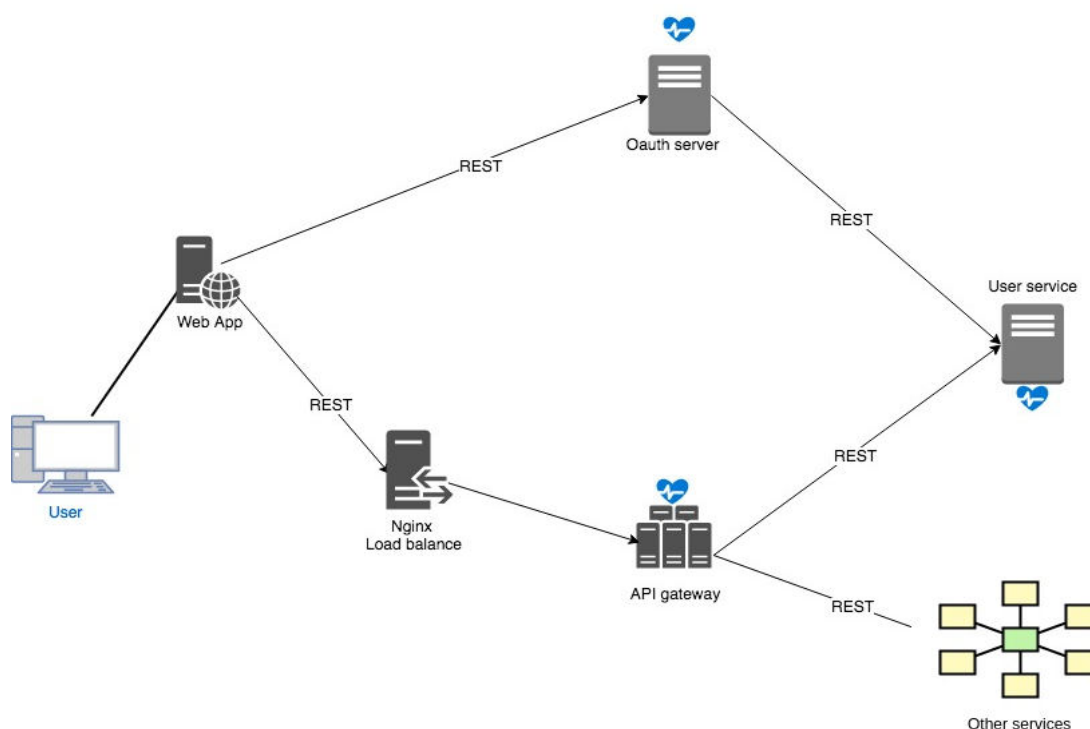 Oauth server
REST
REST
User service
Web App
REST
User
Nginx
Load balance
REST
API gateway
REST
Other services